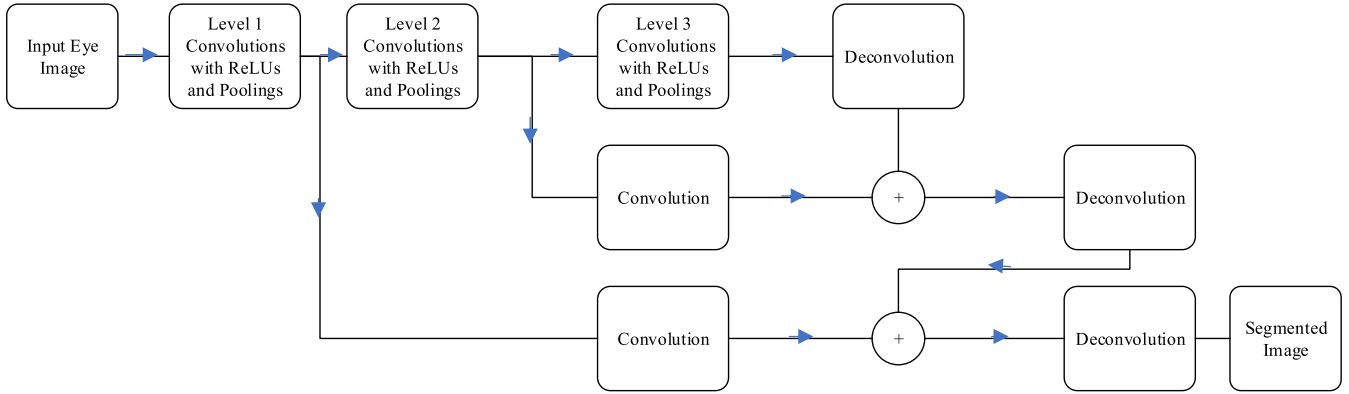 Input Eye
Image
Level 1
Convolutions
with ReLUs
and Poolings
Level 2
Convolutions
with ReLUs
and Poolings
Level 3
Convolutions
with ReLUs
and Poolings
Deconvolution
Convolution
+
Deconvolution
Convolution
+
Deconvolution
Segmented
Image